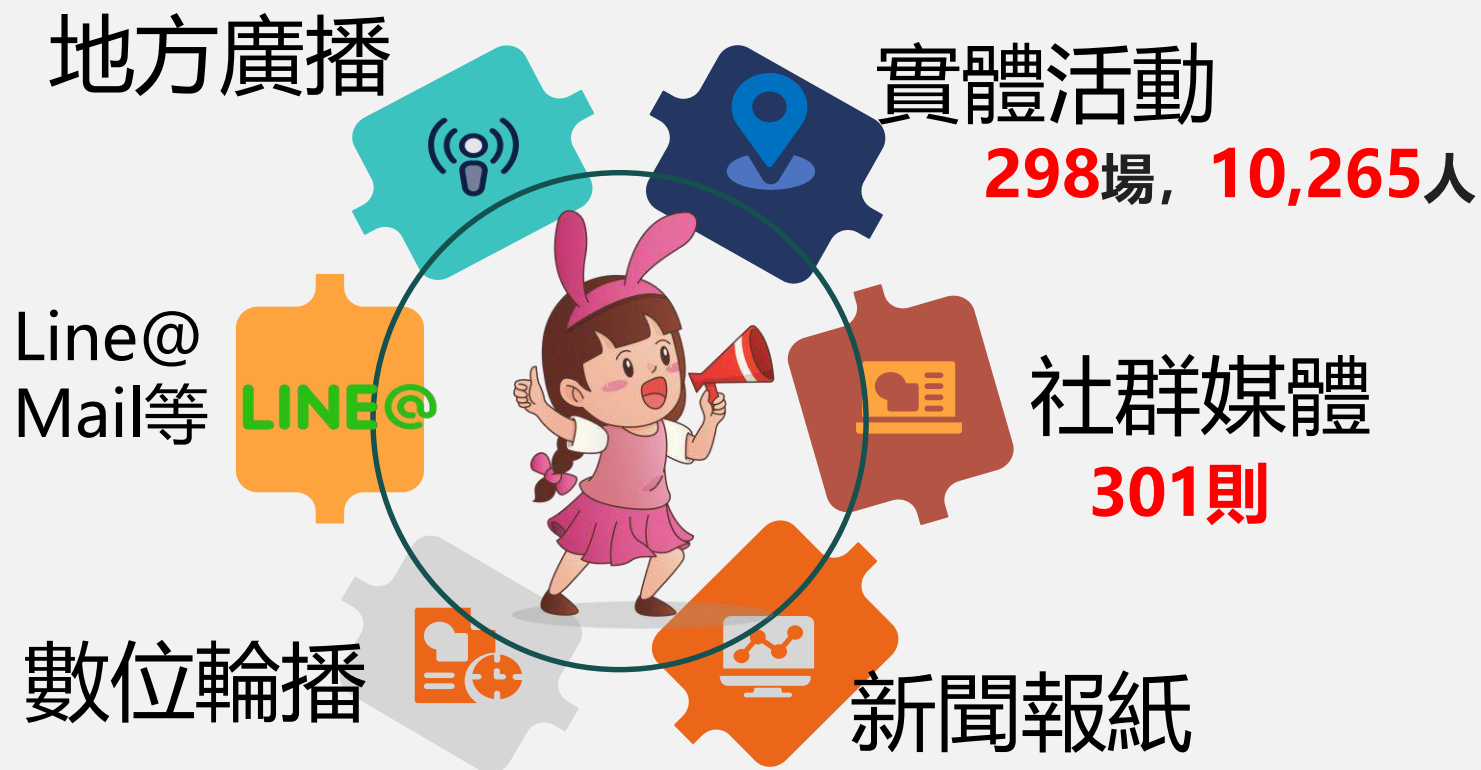 地方廣播
實體活動
298場，10,265人
Line@
Mail等
LINE@
社群媒體
301則
數位輪播
新聞報紙